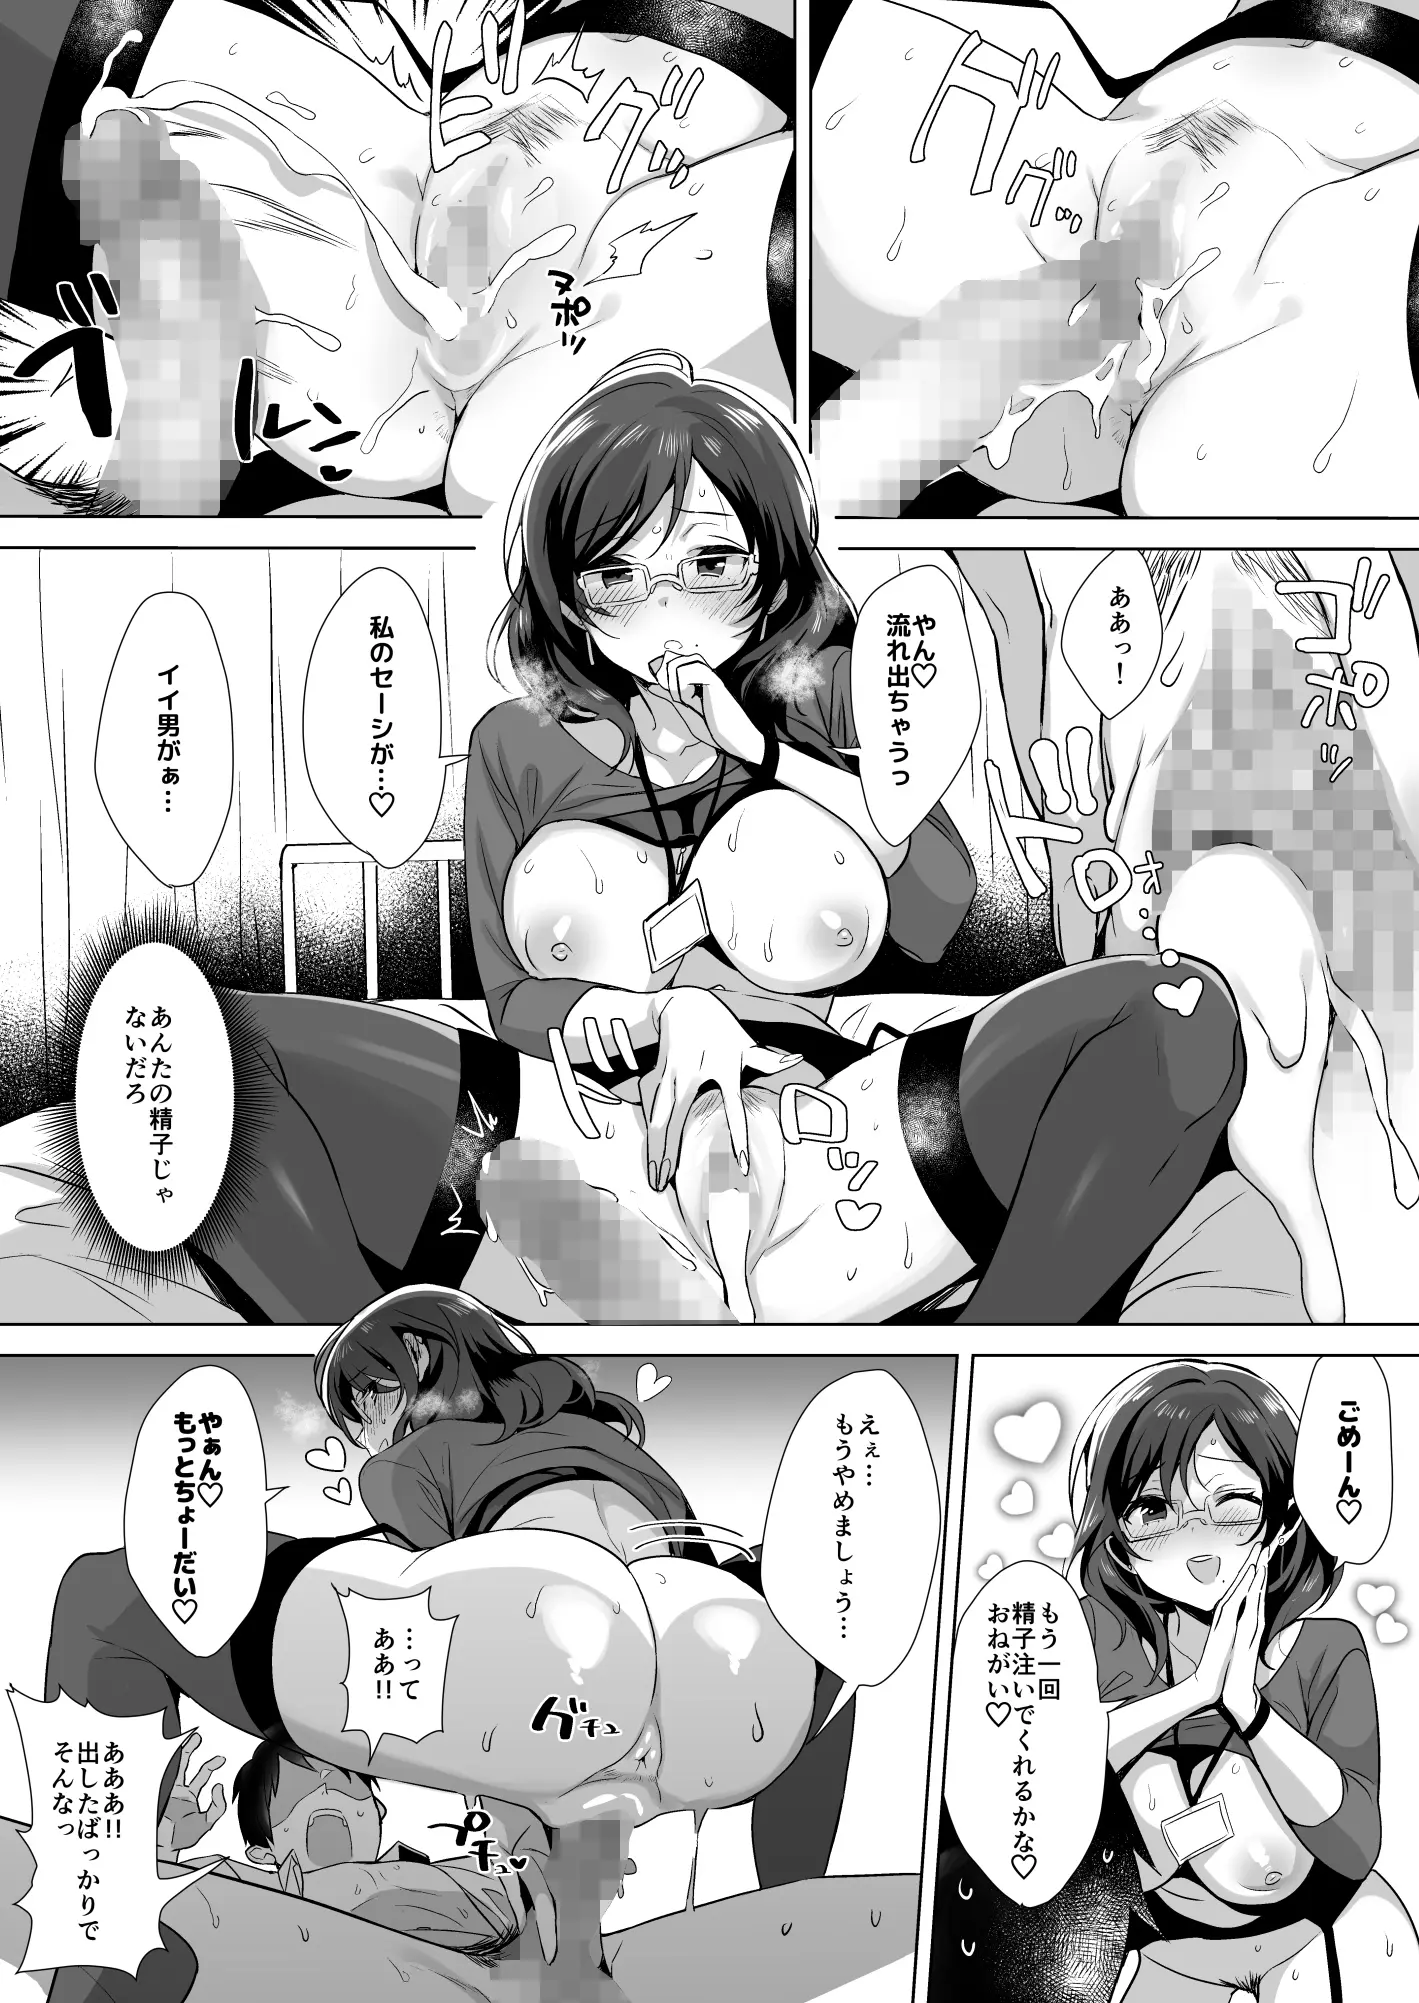 グッ
グッ
ビュッ
ビュグッ
ヌポッ
ブルンッ♥
ゴポッ
ああっ!
ドロォ…
やん♡
流れ出ちゃうっ
私のセーシが…♡
イイ男がぁ…
あんたの精子じゃ
ないだろ
ドロッ♡
ごめーん♡
もう一回
精子注いでくれるかな♡
おねがい♡
えぇ…
もうやめましょう…
やぁん♡
もっとちょーだい♡
…って
ああ!!
グチュ
プチュッ♥
あああ!!
出したばっかりで
そんなっ